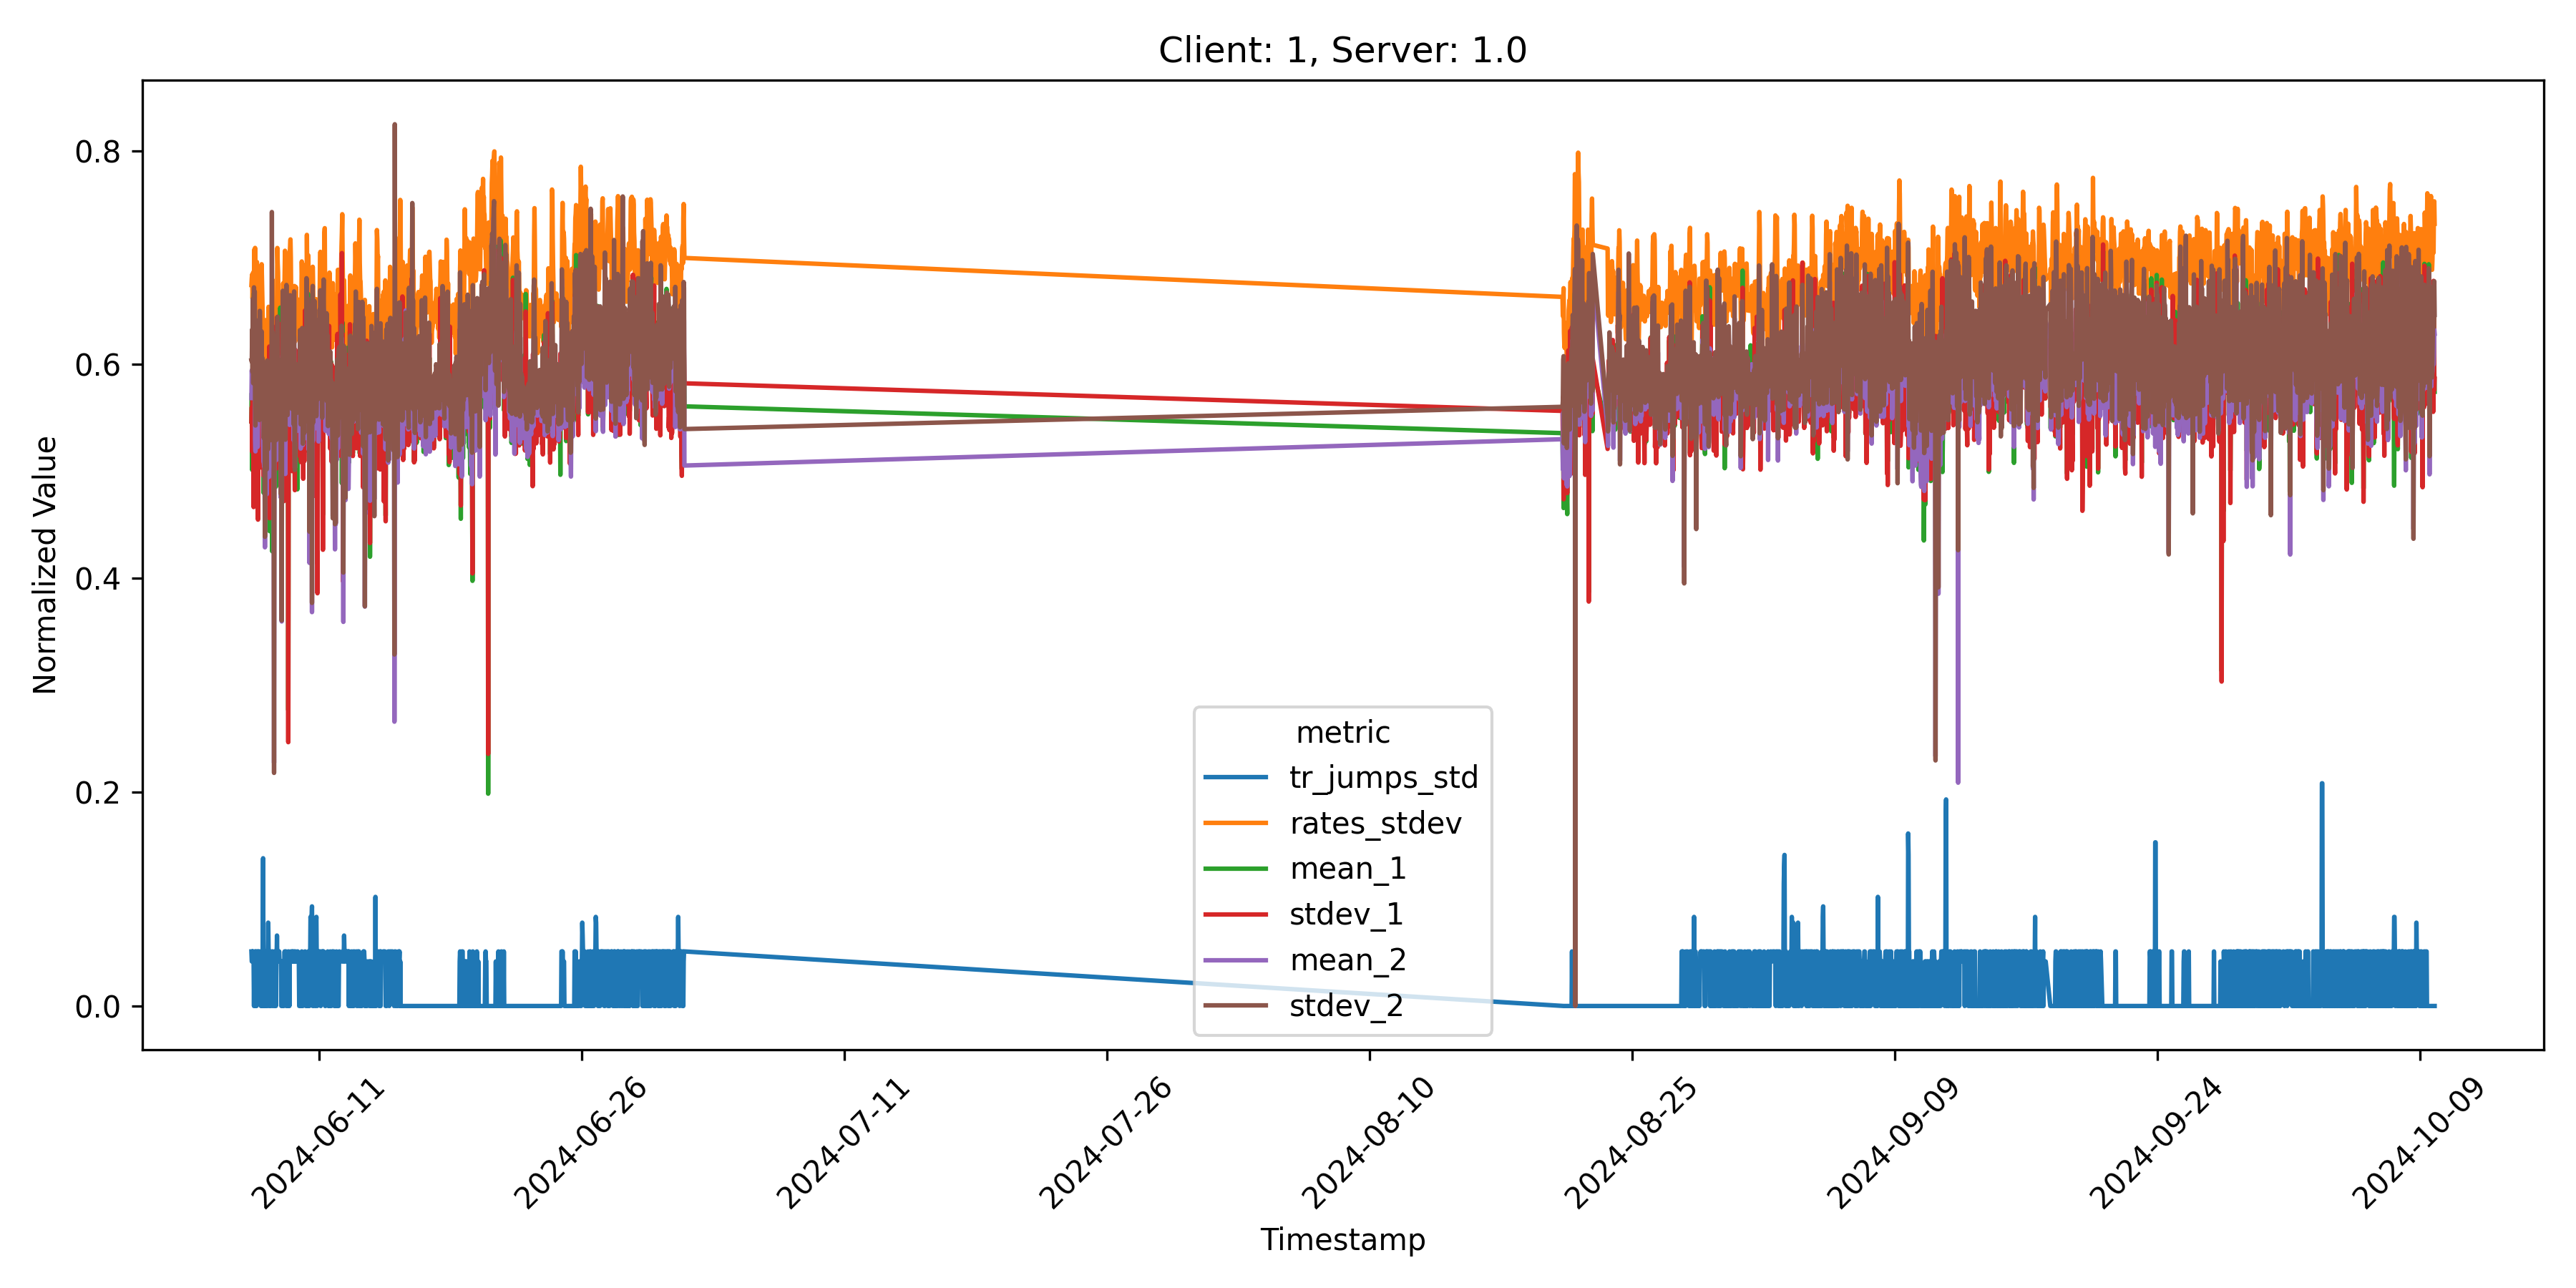 Client: 1, Server: 1.0
Normalized Value
0.8
0.6
0.4
0.2
0.0
metric
tr_jumps_std
rates_stdev
mean_1
stdev_1
mean_2
stdev_2
2024-06-11
2024-06-26
2024-07-11
2024-07-26
2024-08-10
2024-08-25
2024-09-09
2024-09-24
2024-10-09
Timestamp